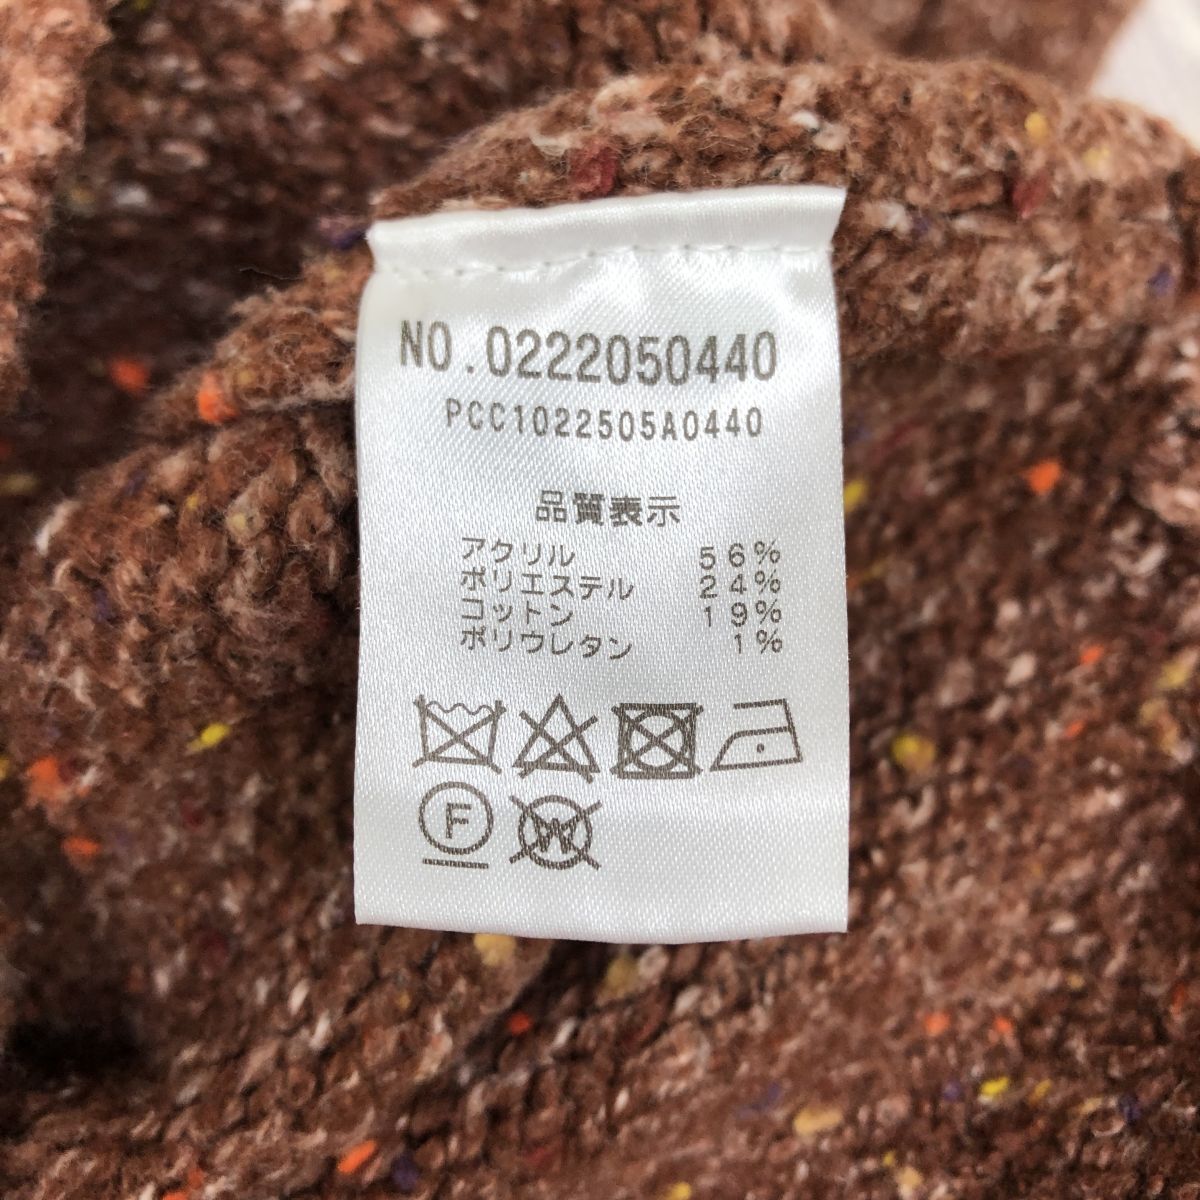 NO.0222050440
PCC1022505A0440
品質表示
アクリル 56%
ポリエステル 24%
コットン 19%
ポリウレタン 1%
F W